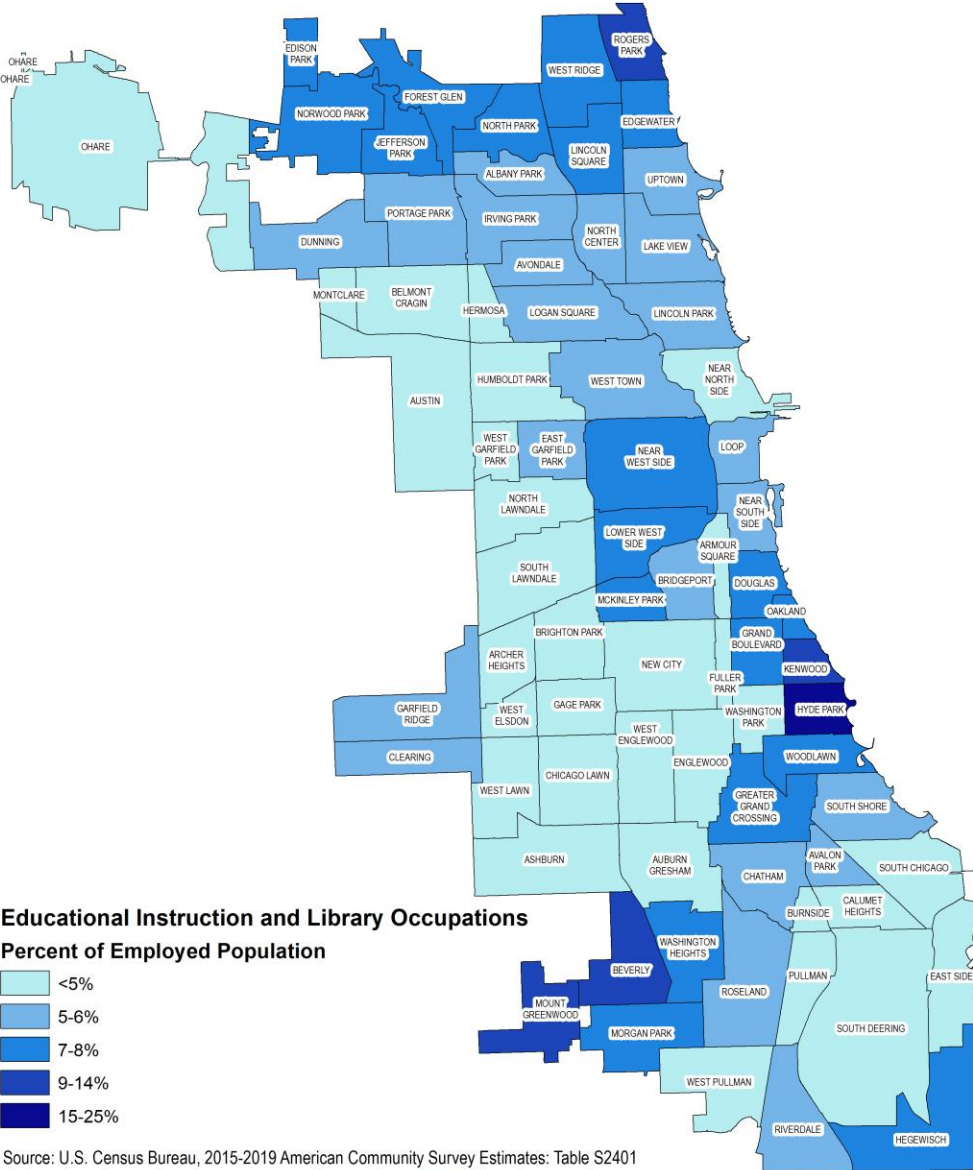 ROGERS
PARK
EDISON
PARK
OHARE
WEST RIDGE
OHARE
FOREST GLEN
NORWOOD PARK
EDGEWATER
NORTH PARK
OHARE
JEFFERSON
PARK
LINCOLN
SQUARE
ALBANY PARK
UPTOWN
PORTAGE PARK
IRVING PARK
NORTH
CENTER
DUNNING
LAKE VIEW
AVONDALE
MONTCLARE
BELMONT
CRAGIN
HERMOSA
LOGAN SQUARE
LINCOLN PARK
HUMBOLDT PARK
WEST TOWN
NEAR
NORTH
SIDE
AUSTIN
WEST
GARFIELD
PARK
EAST
GARFIELD
PARK
NEAR
WEST SIDE
LOOP
NORTH
LAWNDALE
NEAR
SOUTH
SIDE
LOWER WEST
SIDE
ARMOUR
SQUARE
SOUTH
LAWNDALE
BRIDGEPORT
DOUGLAS
MCKINLEY PARK
OAKLAND
BRIGHTON PARK
GRAND
BOULEVARD
ARCHER
HEIGHTS
NEW CITY
KENWOOD
FULLER
PARK
GARFIELD
RIDGE
WEST
ELSDON
GAGE PARK
WASHINGTON
PARK
HYDE PARK
WEST
ENGLEWOOD
CLEARING
ENGLEWOOD
WOODLAWN
WEST LAWN
CHICAGO LAWN
GREATER
GRAND
CROSSING
SOUTH SHORE
ASHBURN
AUBURN
GRESHAM
CHATHAM
AVALON
PARK
SOUTH CHICAGO
BURNSIDE
CALUMET
HEIGHTS
WASHINGTON
HEIGHTS
BEVERLY
PULLMAN
EAST SIDE
ROSELAND
MOUNT
GREENWOOD
MORGAN PARK
SOUTH DEERING
WEST PULLMAN
RIVERDALE
HEGEWISCH
Educational Instruction and Library Occupations
Percent of Employed Population
<5%
5-6%
7-8%
9-14%
15-25%
Source: U.S. Census Bureau, 2015-2019 American Community Survey Estimates: Table S2401